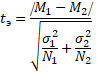 tэ = /M1 − M2/ / √(σ1²/N1 + σ2²/N2)